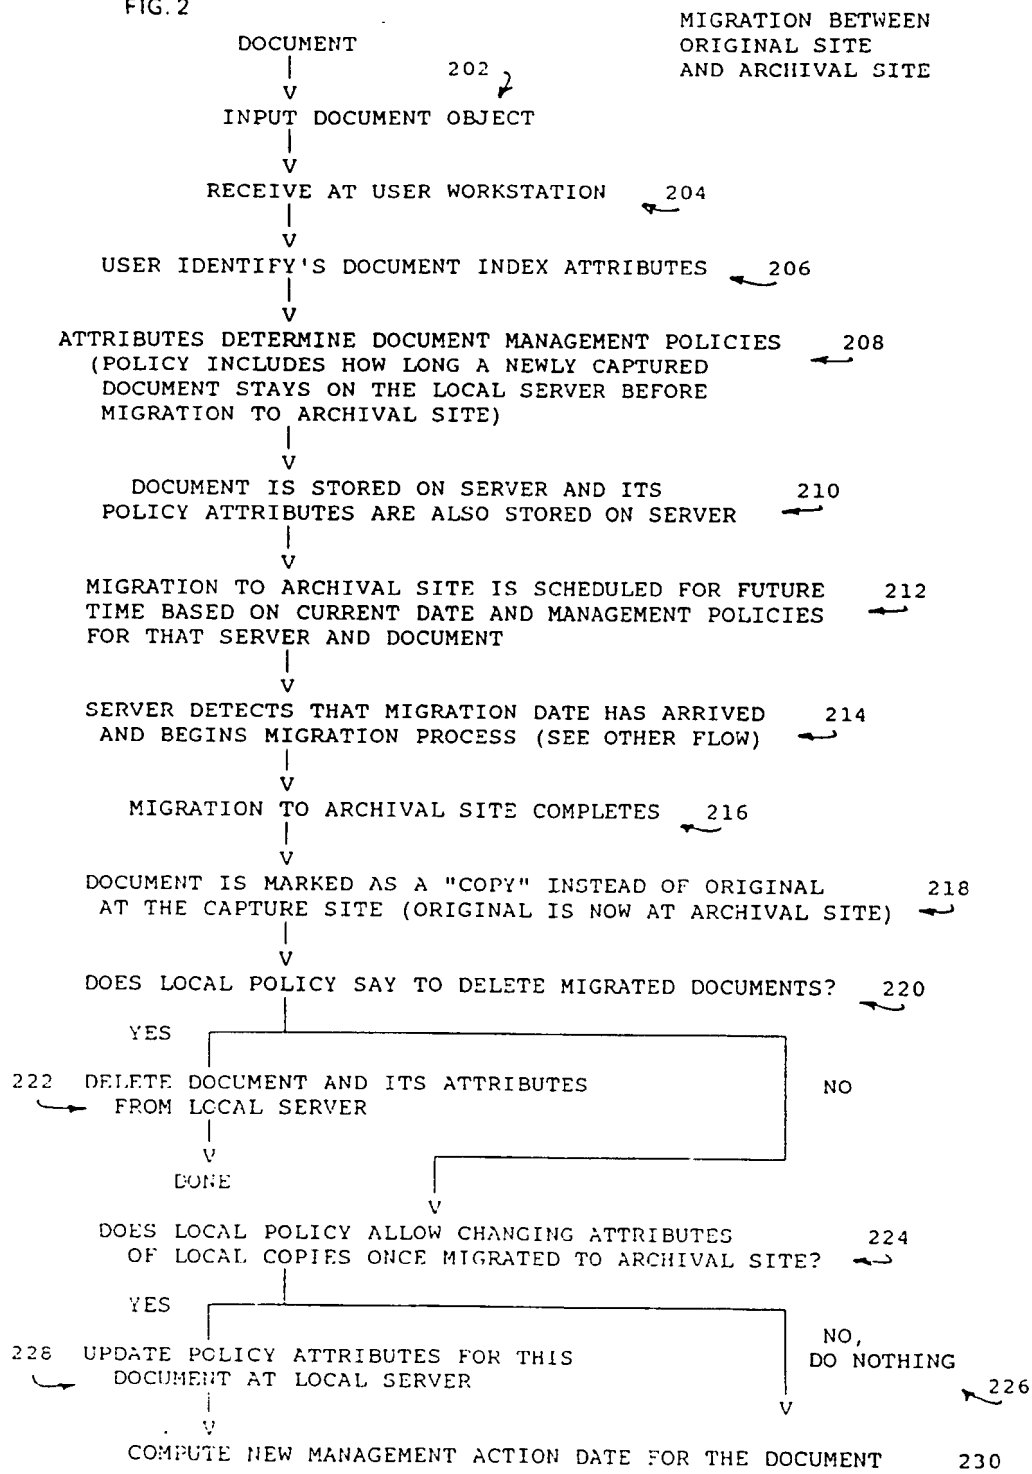 FIG. 2
MIGRATION BETWEEN
ORIGINAL SITE
AND ARCHIVAL SITE
DOCUMENT
202
V
INPUT DOCUMENT OBJECT
V
RECEIVE AT USER WORKSTATION 204
V
USER IDENTIFY'S DOCUMENT INDEX ATTRIBUTES 206
V
ATTRIBUTES DETERMINE DOCUMENT MANAGEMENT POLICIES 208
(POLICY INCLUDES HOW LONG A NEWLY CAPTURED
DOCUMENT STAYS ON THE LOCAL SERVER BEFORE
MIGRATION TO ARCHIVAL SITE)
V
DOCUMENT IS STORED ON SERVER AND ITS 210
POLICY ATTRIBUTES ARE ALSO STORED ON SERVER
V
MIGRATION TO ARCHIVAL SITE IS SCHEDULED FOR FUTURE 212
TIME BASED ON CURRENT DATE AND MANAGEMENT POLICIES
FOR THAT SERVER AND DOCUMENT
V
SERVER DETECTS THAT MIGRATION DATE HAS ARRIVED 214
AND BEGINS MIGRATION PROCESS (SEE OTHER FLOW)
V
MIGRATION TO ARCHIVAL SITE COMPLETES 216
V
DOCUMENT IS MARKED AS A "COPY" INSTEAD OF ORIGINAL 218
AT THE CAPTURE SITE (ORIGINAL IS NOW AT ARCHIVAL SITE)
V
DOES LOCAL POLICY SAY TO DELETE MIGRATED DOCUMENTS? 220
YES
222 DELETE DOCUMENT AND ITS ATTRIBUTES NO
FROM LOCAL SERVER
V
DONE
V
DOES LOCAL POLICY ALLOW CHANGING ATTRIBUTES 224
OF LOCAL COPIES ONCE MIGRATED TO ARCHIVAL SITE?
YES
NO,
228 UPDATE POLICY ATTRIBUTES FOR THIS DO NOTHING
DOCUMENT AT LOCAL SERVER 226
V
V
COMPUTE NEW MANAGEMENT ACTION DATE FOR THE DOCUMENT 230